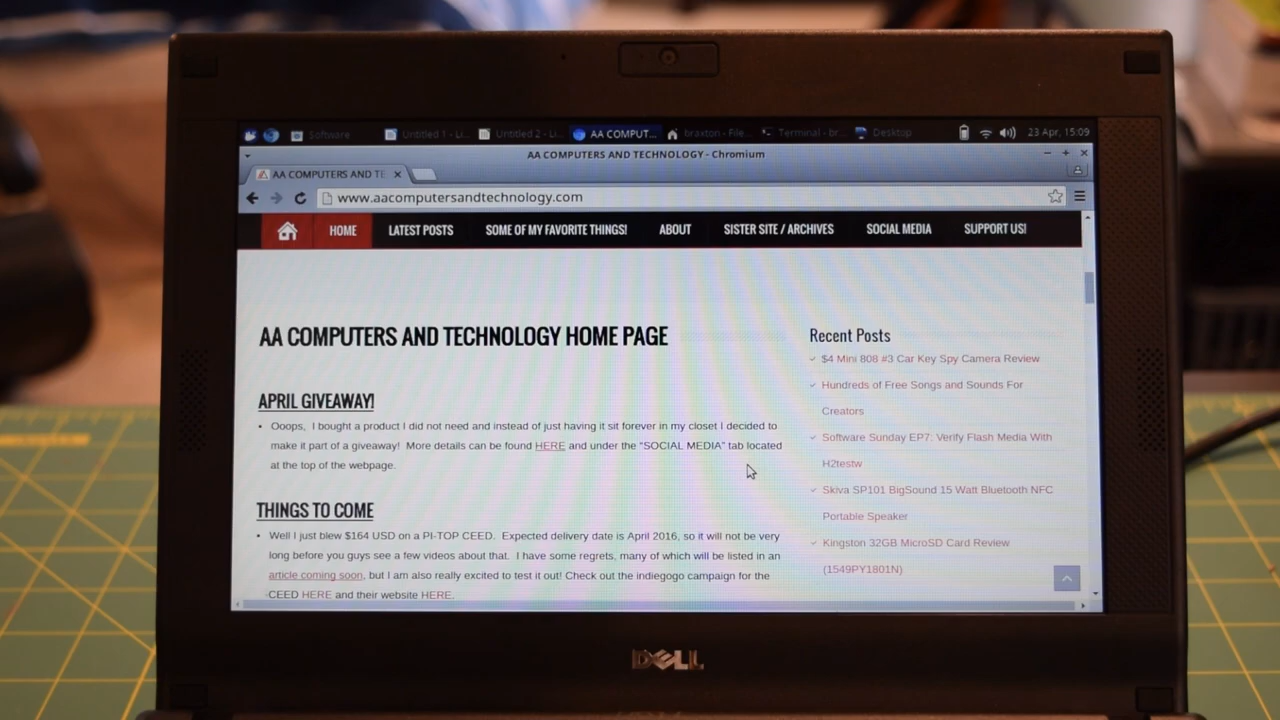 Software
Untitled 1 - Li...
Untitled 2 - Li...
AA COMPUT...
braxton - File...
Terminal - br...
Desktop
23 Apr, 15:09
AA COMPUTERS AND TECHNOLOGY - Chromium
AA COMPUTERS AND TE
www.aacomputersandtechnology.com
HOME LATEST POSTS SOME OF MY FAVORITE THINGS! ABOUT SISTER SITE / ARCHIVES SOCIAL MEDIA SUPPORT US!
AA COMPUTERS AND TECHNOLOGY HOME PAGE
APRIL GIVEAWAY!
Ooops, I bought a product I did not need and instead of just having it sit forever in my closet I decided to
make it part of a giveaway! More details can be found HERE and under the "SOCIAL MEDIA" tab located
at the top of the webpage.
THINGS TO COME
Well I just blew $164 USD on a PI-TOP CEED. Expected delivery date is April 2016, so it will not be very
long before you guys see a few videos about that. I have some regrets, many of which will be listed in an
article coming soon, but I am also really excited to test it out! Check out the indiegogo campaign for the
CEED HERE and their website HERE.
Recent Posts
$4 Mini 808 #3 Car Key Spy Camera Review
Hundreds of Free Songs and Sounds For
Creators
Software Sunday EP7: Verify Flash Media With
H2testw
Skiva SP101 BigSound 15 Watt Bluetooth NFC
Portable Speaker
Kingston 32GB MicroSD Card Review
(1549PY1801N)
DELL